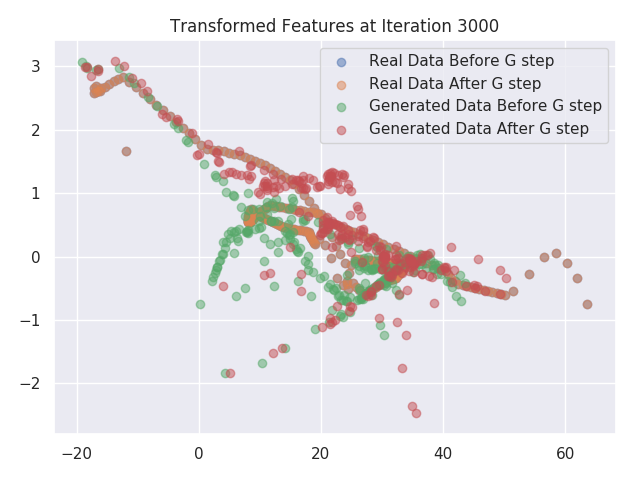 Transformed Features at Iteration 3000
Real Data Before G step
Real Data After G step
Generated Data Before G step
Generated Data After G step
3
2
1
0
−1
−2
−20
0
20
40
60